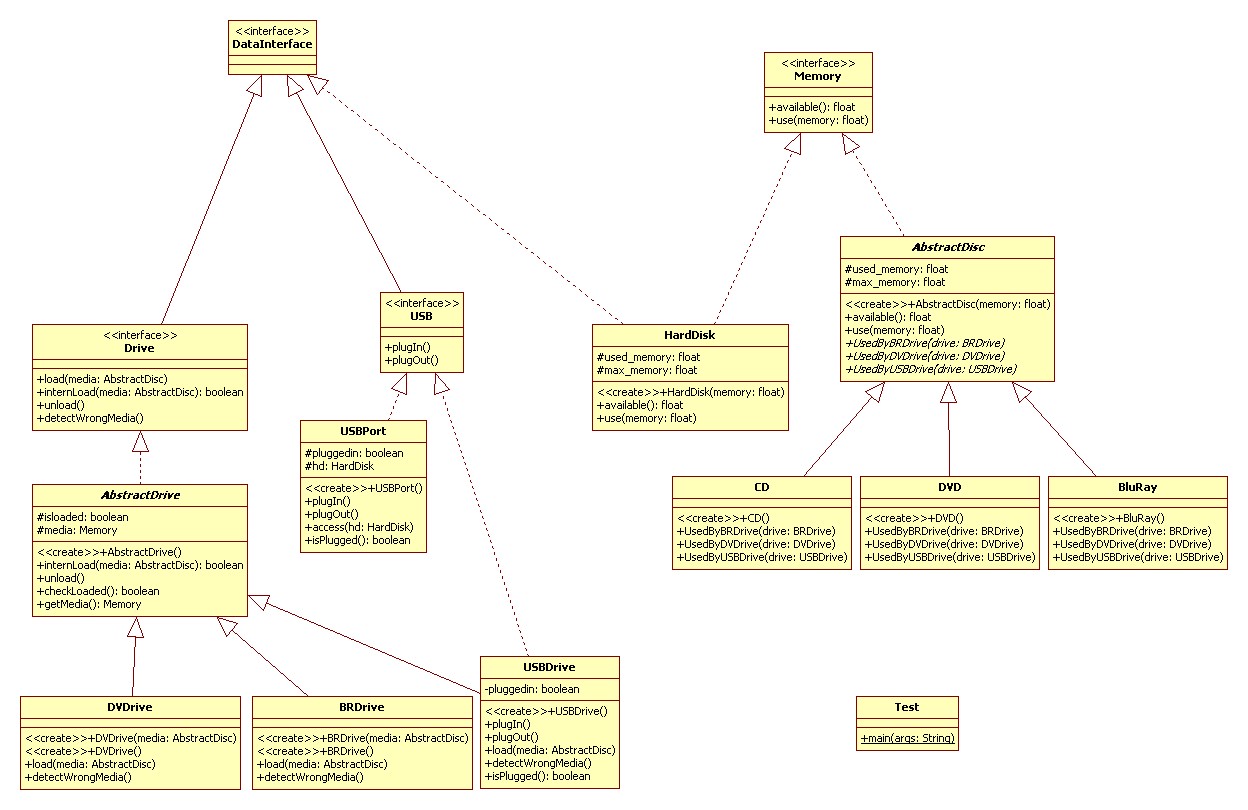 <<interface>>
DataInterface
<<interface>>
Memory
+available(): float
+use(memory: float)
AbstractDisc
#used_memory: float
#max_memory: float
<<create>>+AbstractDisc(memory: float)
+available(): float
+use(memory: float)
+UsedByBRDrive(drive: BRDrive)
+UsedByDVDrive(drive: DVDrive)
+UsedByUSBDrive(drive: USBDrive)
<<interface>>
USB
+plugIn()
+plugOut()
<<interface>>
Drive
+load(media: AbstractDisc)
+internLoad(media: AbstractDisc): boolean
+unload()
+detectWrongMedia()
HardDisk
#used_memory: float
#max_memory: float
<<create>>+HardDisk(memory: float)
+available(): float
+use(memory: float)
USBPort
#pluggedin: boolean
#hd: HardDisk
<<create>>+USBPort()
+plugIn()
+plugOut()
+access(hd: HardDisk)
+isPlugged(): boolean
CD
<<create>>+CD()
+UsedByBRDrive(drive: BRDrive)
+UsedByDVDrive(drive: DVDrive)
+UsedByUSBDrive(drive: USBDrive)
DVD
<<create>>+DVD()
+UsedByBRDrive(drive: BRDrive)
+UsedByDVDrive(drive: DVDrive)
+UsedByUSBDrive(drive: USBDrive)
BluRay
<<create>>+BluRay()
+UsedByBRDrive(drive: BRDrive)
+UsedByDVDrive(drive: DVDrive)
+UsedByUSBDrive(drive: USBDrive)
AbstractDrive
#isloaded: boolean
#media: Memory
<<create>>+AbstractDrive()
+internLoad(media: AbstractDisc): boolean
+unload()
+checkLoaded(): boolean
+getMedia(): Memory
DVDrive
<<create>>+DVDrive(media: AbstractDisc)
<<create>>+DVDrive()
+load(media: AbstractDisc)
+detectWrongMedia()
BRDrive
<<create>>+BRDrive(media: AbstractDisc)
<<create>>+BRDrive()
+load(media: AbstractDisc)
+detectWrongMedia()
USBDrive
-pluggedin: boolean
<<create>>+USBDrive()
+plugIn()
+plugOut()
+load(media: AbstractDisc)
+detectWrongMedia()
+isPlugged(): boolean
Test
+main(args: String)